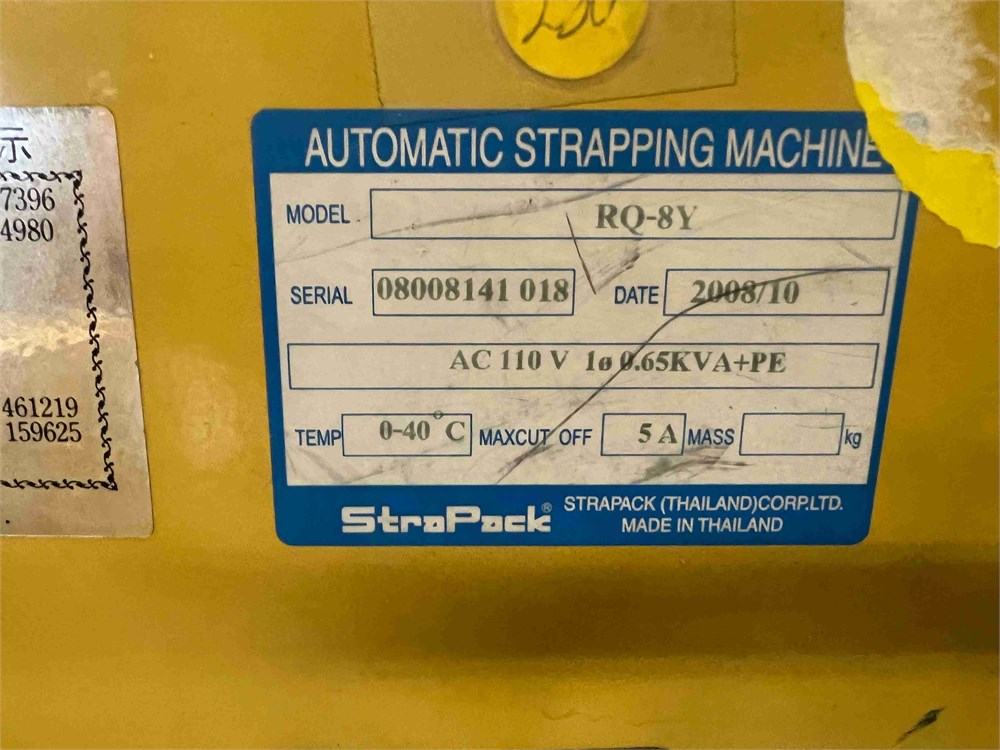 示
7396
4980
461219
159625
AUTOMATIC STRAPPING MACHINE
MODEL RQ-8Y
SERIAL 08008141 018 DATE 2008/10
AC 110 V 1ø 0.65KVA+PE
TEMP 0-40°C MAXCUT OFF 5 A MASS kg
StraPack® STRAPACK (THAILAND)CORP.LTD.
MADE IN THAILAND